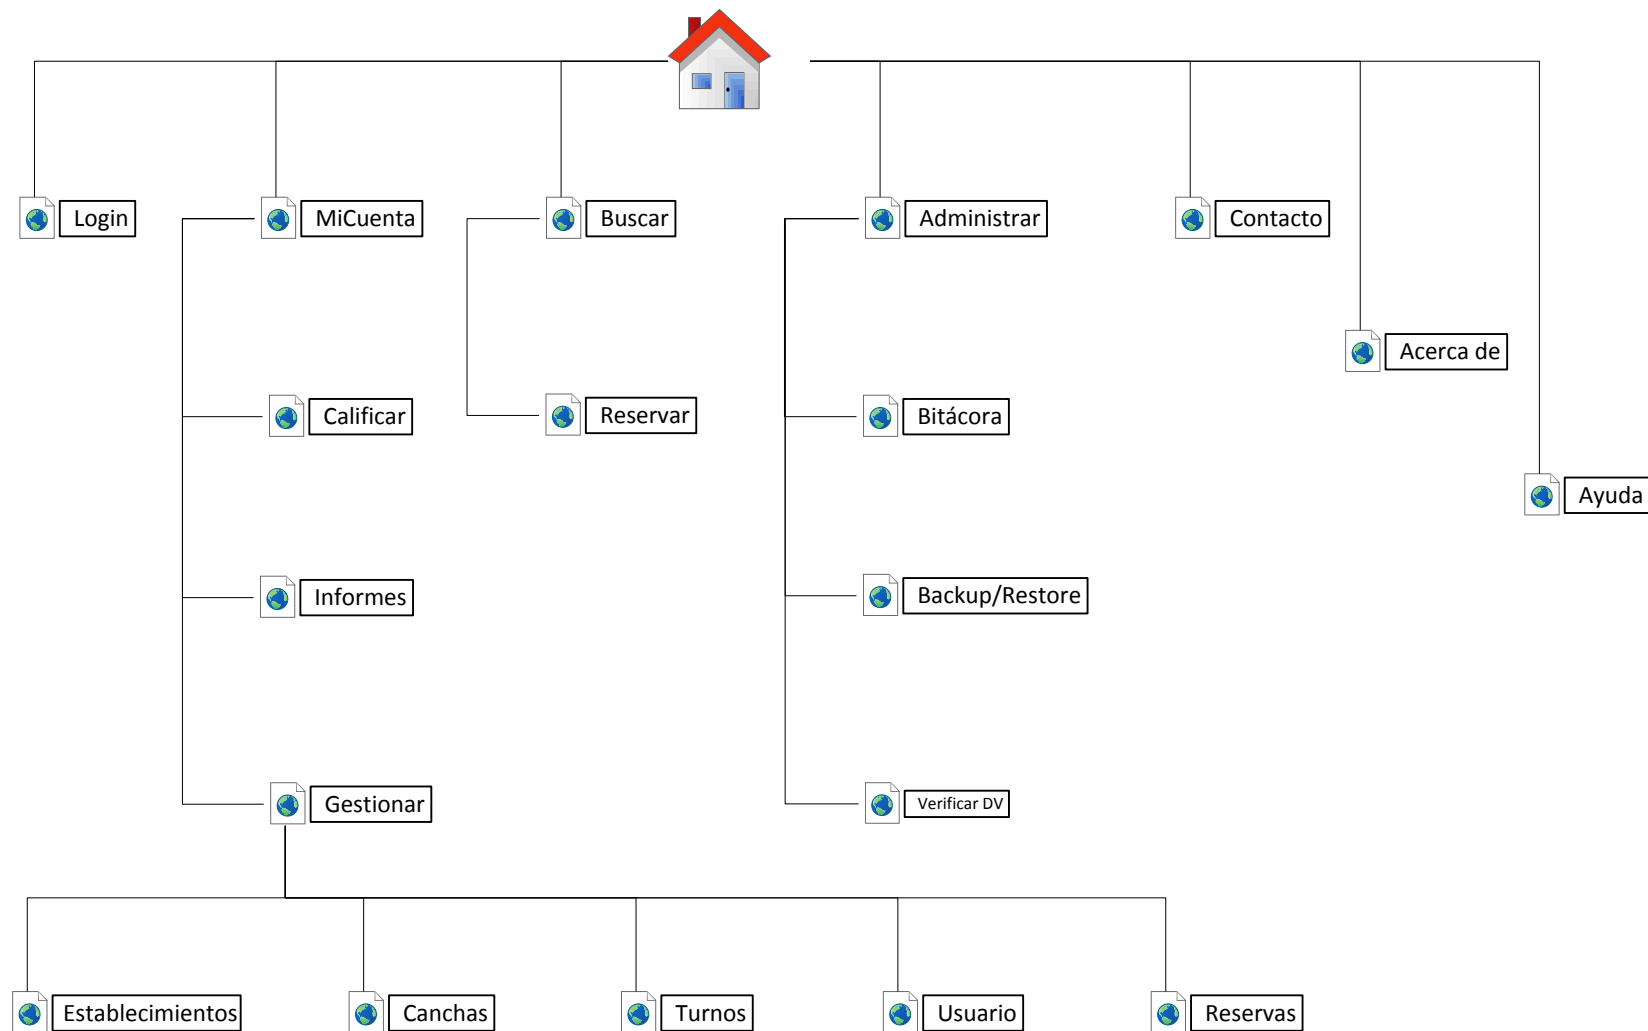 Login
MiCuenta
Buscar
Administrar
Contacto
Acerca de
Calificar
Reservar
Bitácora
Ayuda
Informes
Backup/Restore
Gestionar
Verificar DV
Establecimientos
Canchas
Turnos
Usuario
Reservas